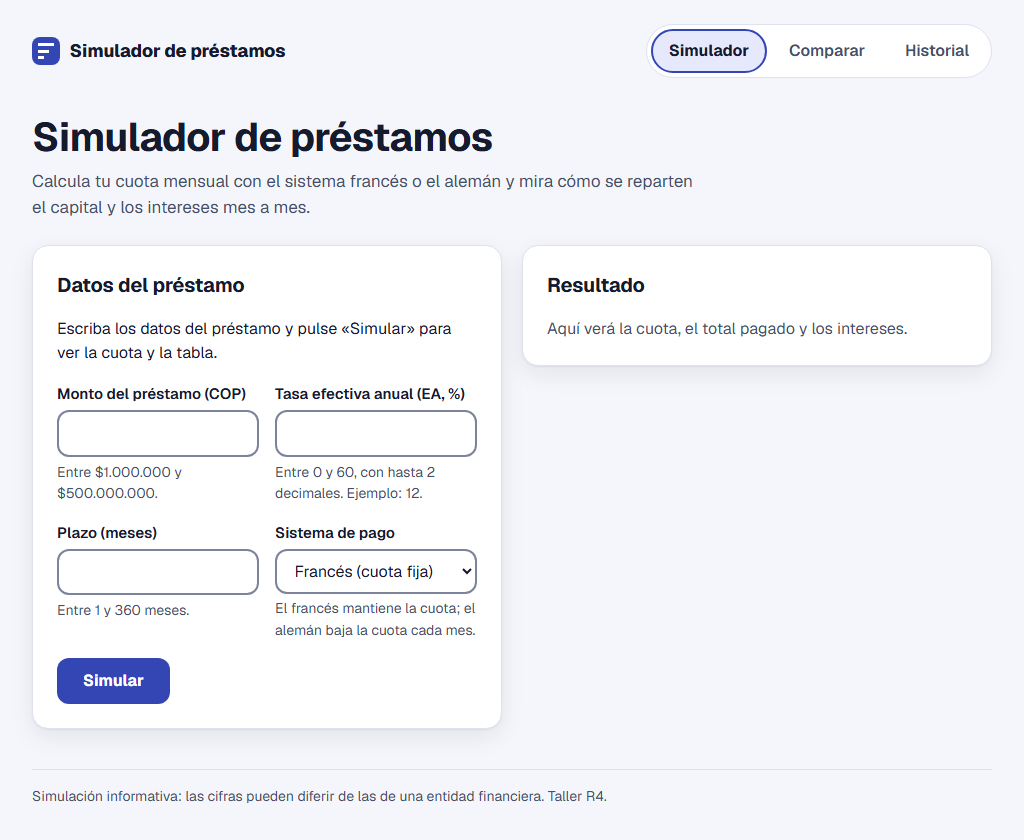 Simulador de préstamos
Simulador
Comparar
Historial
Simulador de préstamos
Calcula tu cuota mensual con el sistema francés o el alemán y mira cómo se reparten
el capital y los intereses mes a mes.
Datos del préstamo
Escriba los datos del préstamo y pulse «Simular» para
ver la cuota y la tabla.
Monto del préstamo (COP)
Entre $1.000.000 y
$500.000.000.
Tasa efectiva anual (EA, %)
Entre 0 y 60, con hasta 2
decimales. Ejemplo: 12.
Plazo (meses)
Entre 1 y 360 meses.
Sistema de pago
Francés (cuota fija)
El francés mantiene la cuota; el
alemán baja la cuota cada mes.
Simular
Resultado
Aquí verá la cuota, el total pagado y los intereses.
Simulación informativa: las cifras pueden diferir de las de una entidad financiera. Taller R4.